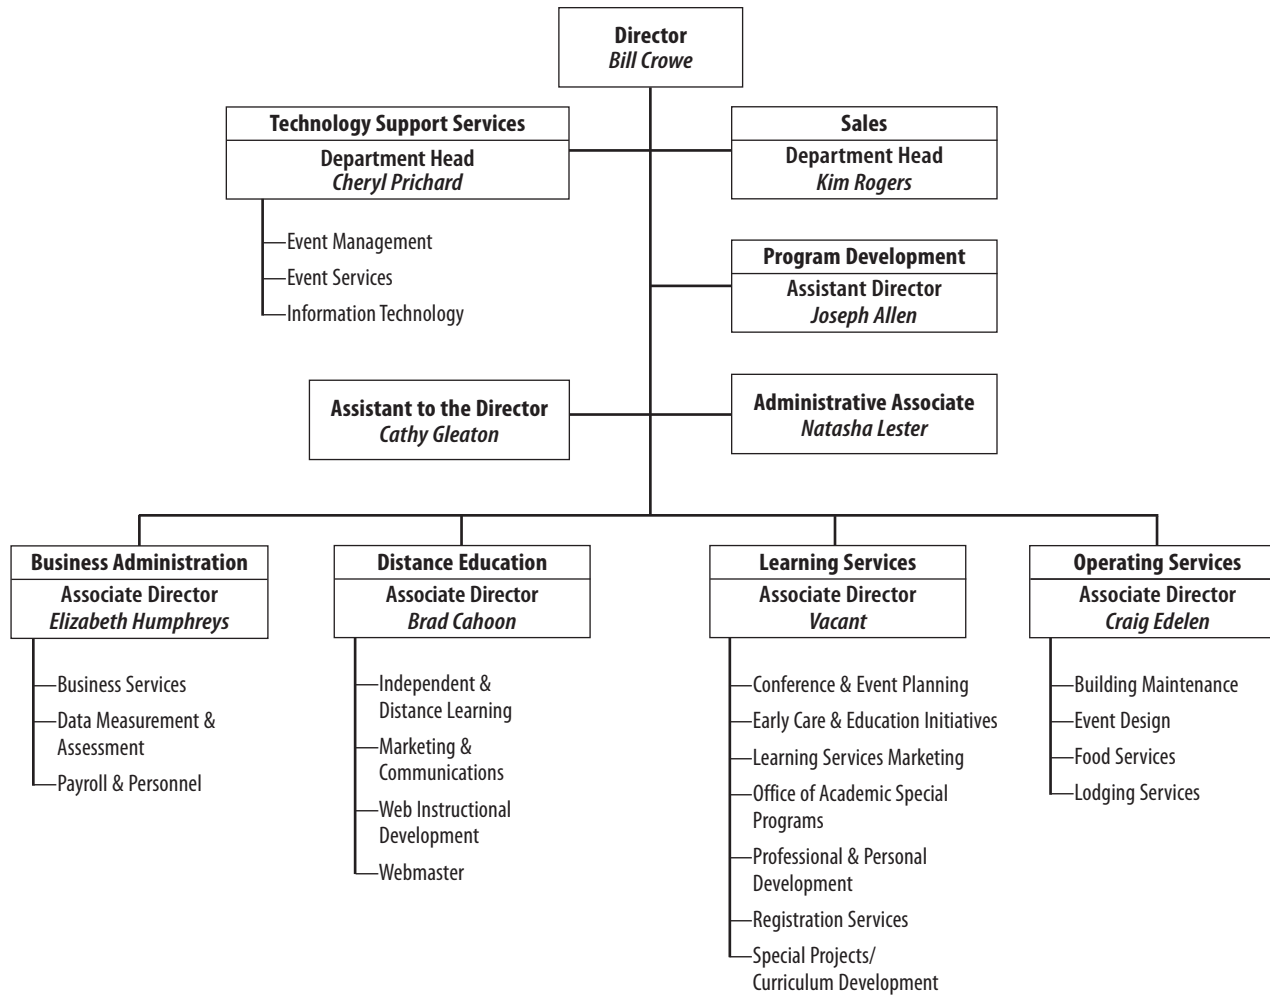 Director
Bill Crowe
Technology Support Services
Department Head
Cheryl Prichard
Event Management
Event Services
Information Technology
Sales
Department Head
Kim Rogers
Program Development
Assistant Director
Joseph Allen
Assistant to the Director
Cathy Gleaton
Administrative Associate
Natasha Lester
Business Administration
Associate Director
Elizabeth Humphreys
Business Services
Data Measurement &
Assessment
Payroll & Personnel
Distance Education
Associate Director
Brad Cahoon
Independent &
Distance Learning
Marketing &
Communications
Web Instructional
Development
Webmaster
Learning Services
Associate Director
Vacant
Conference & Event Planning
Early Care & Education Initiatives
Learning Services Marketing
Office of Academic Special
Programs
Professional & Personal
Development
Registration Services
Special Projects/
Curriculum Development
Operating Services
Associate Director
Craig Edelen
Building Maintenance
Event Design
Food Services
Lodging Services